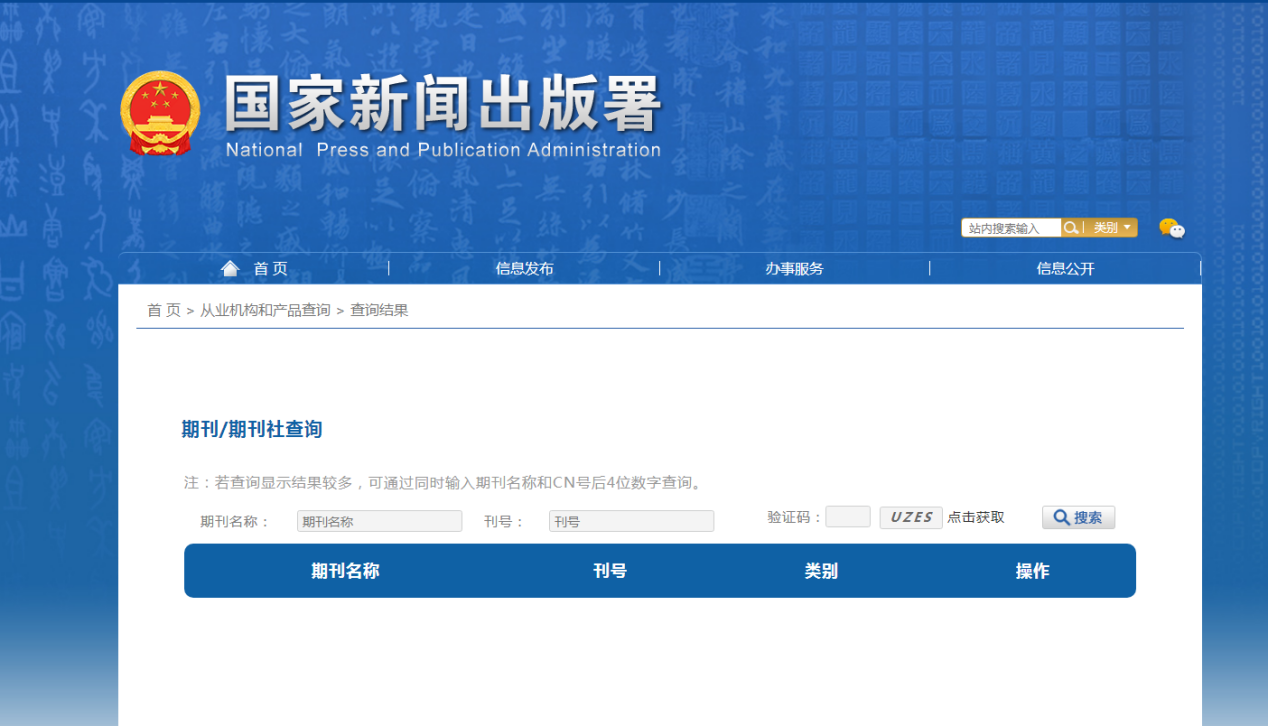 国家新闻出版署
National Press and Publication Administration
站内搜索输入 类别
首 页 信息发布 办事服务 信息公开
首 页 > 从业机构和产品查询 > 查询结果
期刊/期刊社查询
注：若查询显示结果较多，可通过同时输入期刊名称和CN号后4位数字查询。
期刊名称： 期刊名称 刊号： 刊号 验证码： UZES 点击获取 搜索
期刊名称 刊号 类别 操作